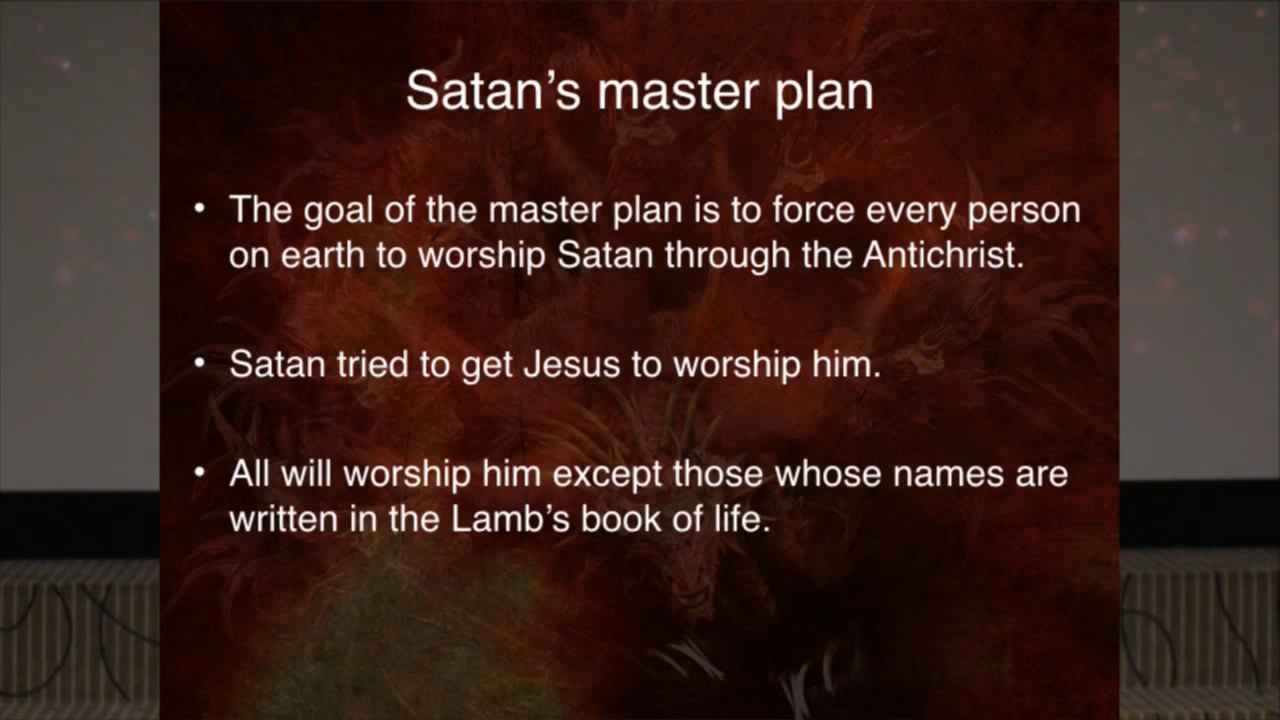 Satan’s master plan
• The goal of the master plan is to force every person
on earth to worship Satan through the Antichrist.
• Satan tried to get Jesus to worship him.
• All will worship him except those whose names are
written in the Lamb’s book of life.